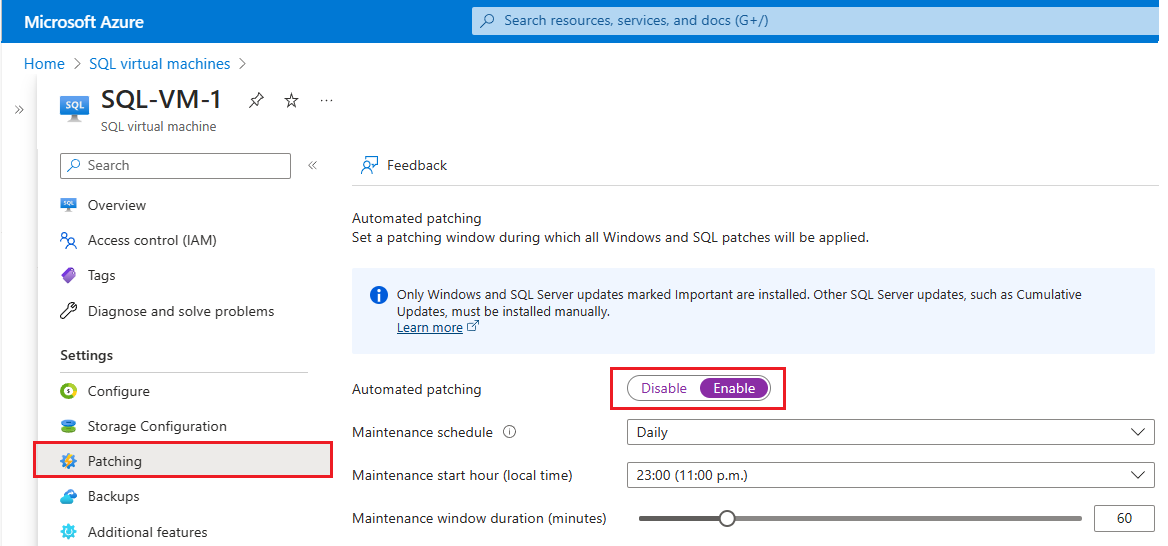 Microsoft Azure
Search resources, services, and docs (G+/)
Home > SQL virtual machines >
»
SQL
SQL-VM-1
...
SQL virtual machine
Search
«
Feedback
SQL
Overview
Access control (IAM)
Tags
Diagnose and solve problems
Settings
Configure
Storage Configuration
Patching
Backups
Additional features
Automated patching
Set a patching window during which all Windows and SQL patches will be applied.
Only Windows and SQL Server updates marked Important are installed. Other SQL Server updates, such as Cumulative
Updates, must be installed manually.
Learn more
Automated patching
Disable Enable
Maintenance schedule
Daily
Maintenance start hour (local time)
23:00 (11:00 p.m.)
Maintenance window duration (minutes)
60